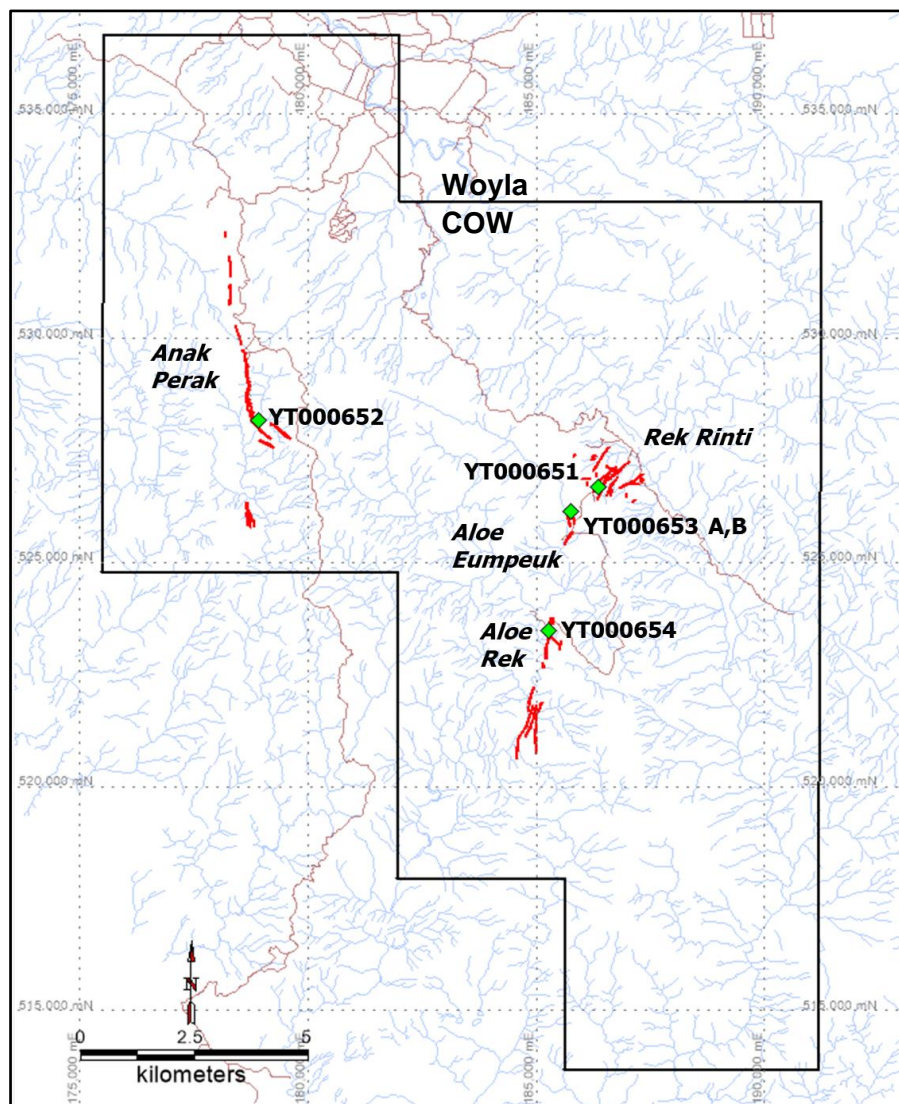 175.000 mE
180.000 mE
185.000 mE
190.000 mE
535.000 mN
535.000 mN
Woyla
COW
530.000 mN
530.000 mN
Anak
Perak
YT000652
Rek Rinti
YT000651
YT000653 A,B
Aloe
Eumpeuk
525.000 mN
525.000 mN
Aloe
Rek
YT000654
520.000 mN
520.000 mN
N
515.000 mN
515.000 mN
0 2.5 5
kilometers
175.000 mE
180.000 mE
185.000 mE
190.000 mE